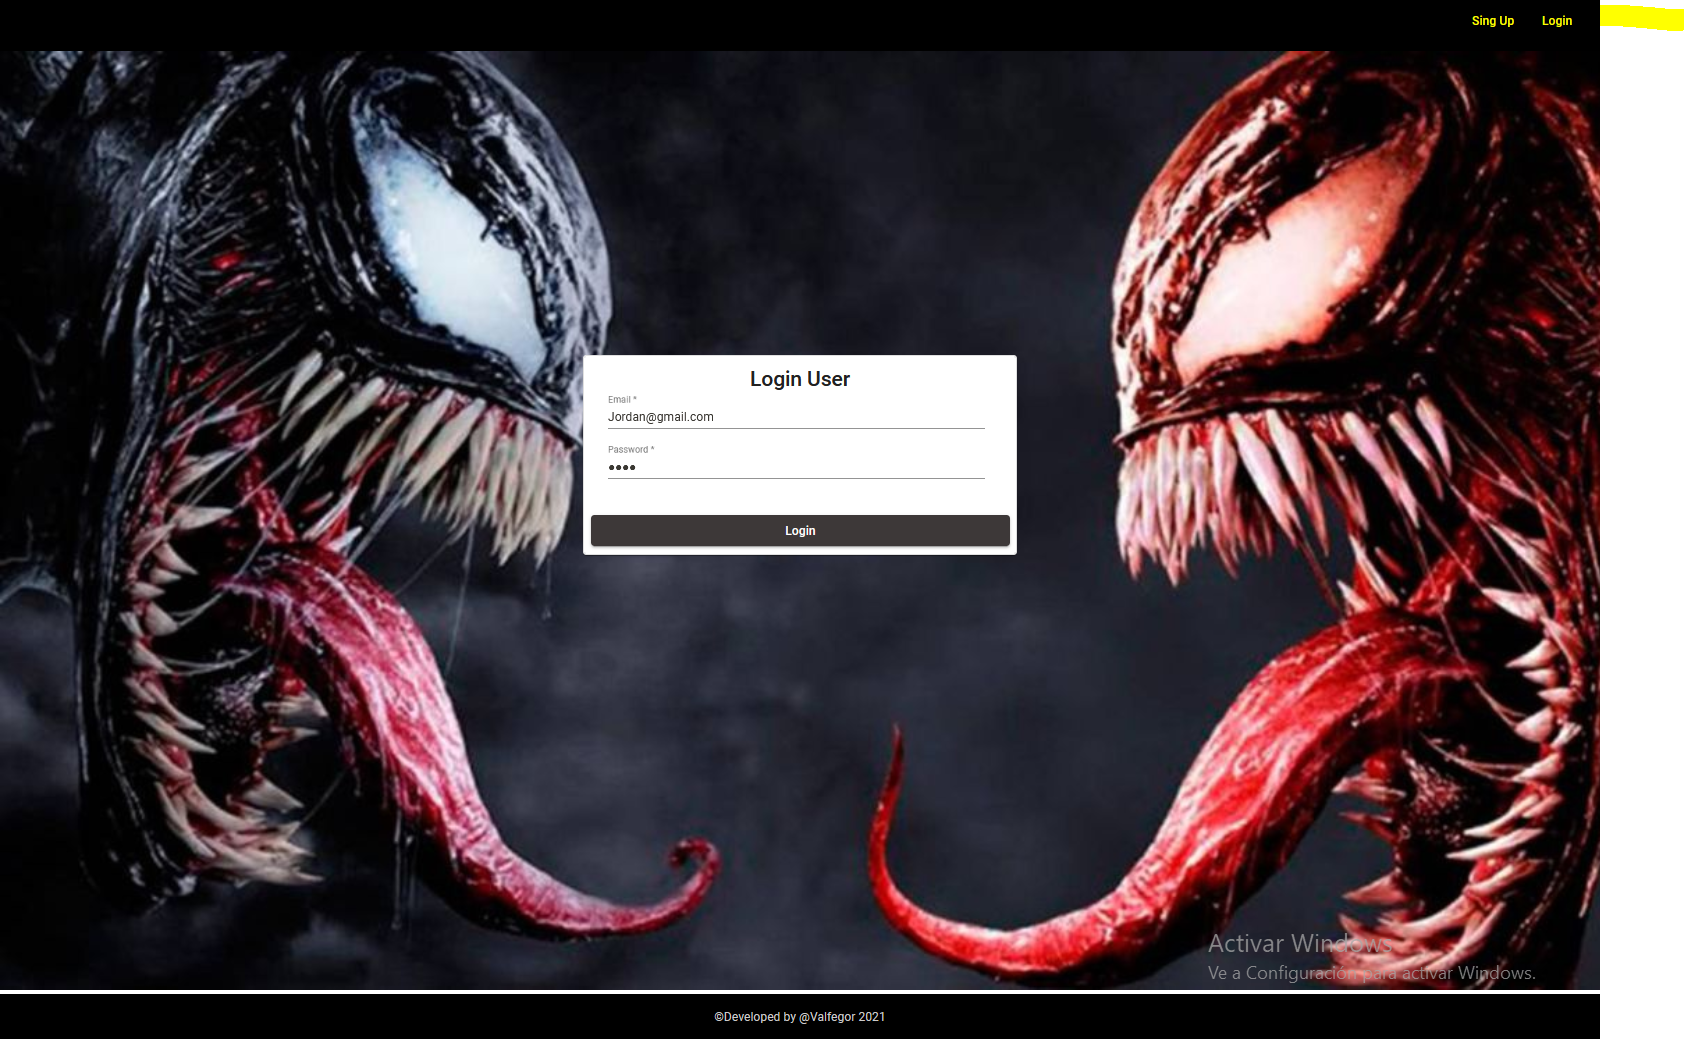 Sing Up Login
Login User
Email *
Jordan@gmail.com
Password *
••••
Login
Activar Windows
Ve a Configuración para activar Windows.
©Developed by @Valfegor 2021